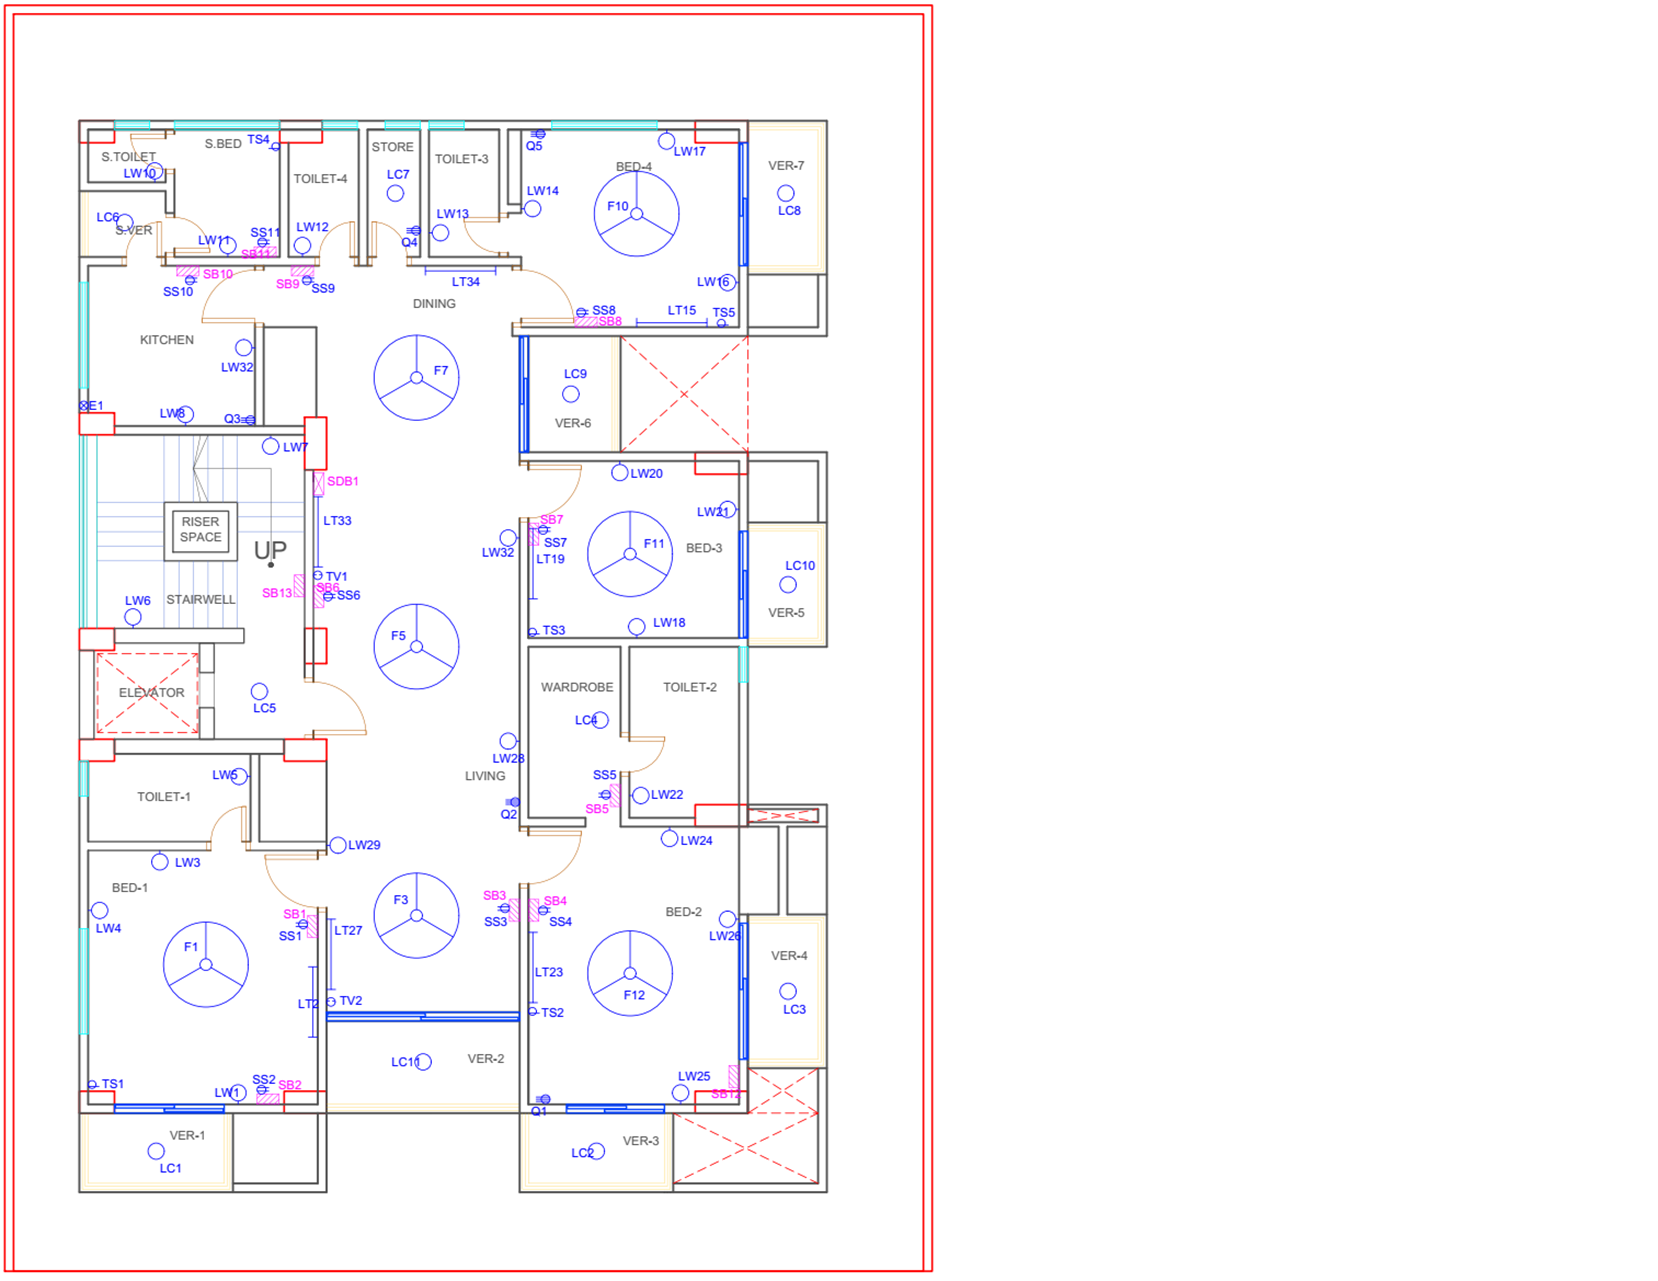 TS4
S.BED
S.TOILET
LW10
STORE
TOILET-3
Q5
LW17
BED-4
VER-7
TOILET-4
LC7
LW14
F10
LC8
LC6
S.VER
LW13
LW12
SS11
LW11
Q4
SB11
SB10
SS10
SB9
SS9
LT34
LW16
DINING
SS8
SB8
LT15
TS5
KITCHEN
LW32
F7
LC9
E1
LW8
Q3
VER-6
LW7
SDB1
LW20
LW21
LT33
RISER
SPACE
UP
SB7
SS7
LW32
LT19
F11
BED-3
LC10
TV1
SB13
SB6
SS6
STAIRWELL
LW6
VER-5
LW18
TS3
F5
ELEVATOR
LC5
WARDROBE
TOILET-2
LC4
LW28
LIVING
LW5
TOILET-1
SS5
SB5
LW22
Q2
LW29
LW24
LW3
BED-1
LW4
SB1
SS1
F3
SB3
SS3
SB4
SS4
BED-2
LW26
F1
LT27
LT2
TV2
LT23
TS2
F12
VER-4
LC3
LC11
VER-2
TS1
LW1
SS2
SB2
LW25
SB12
Q1
VER-1
LC1
LC2
VER-3